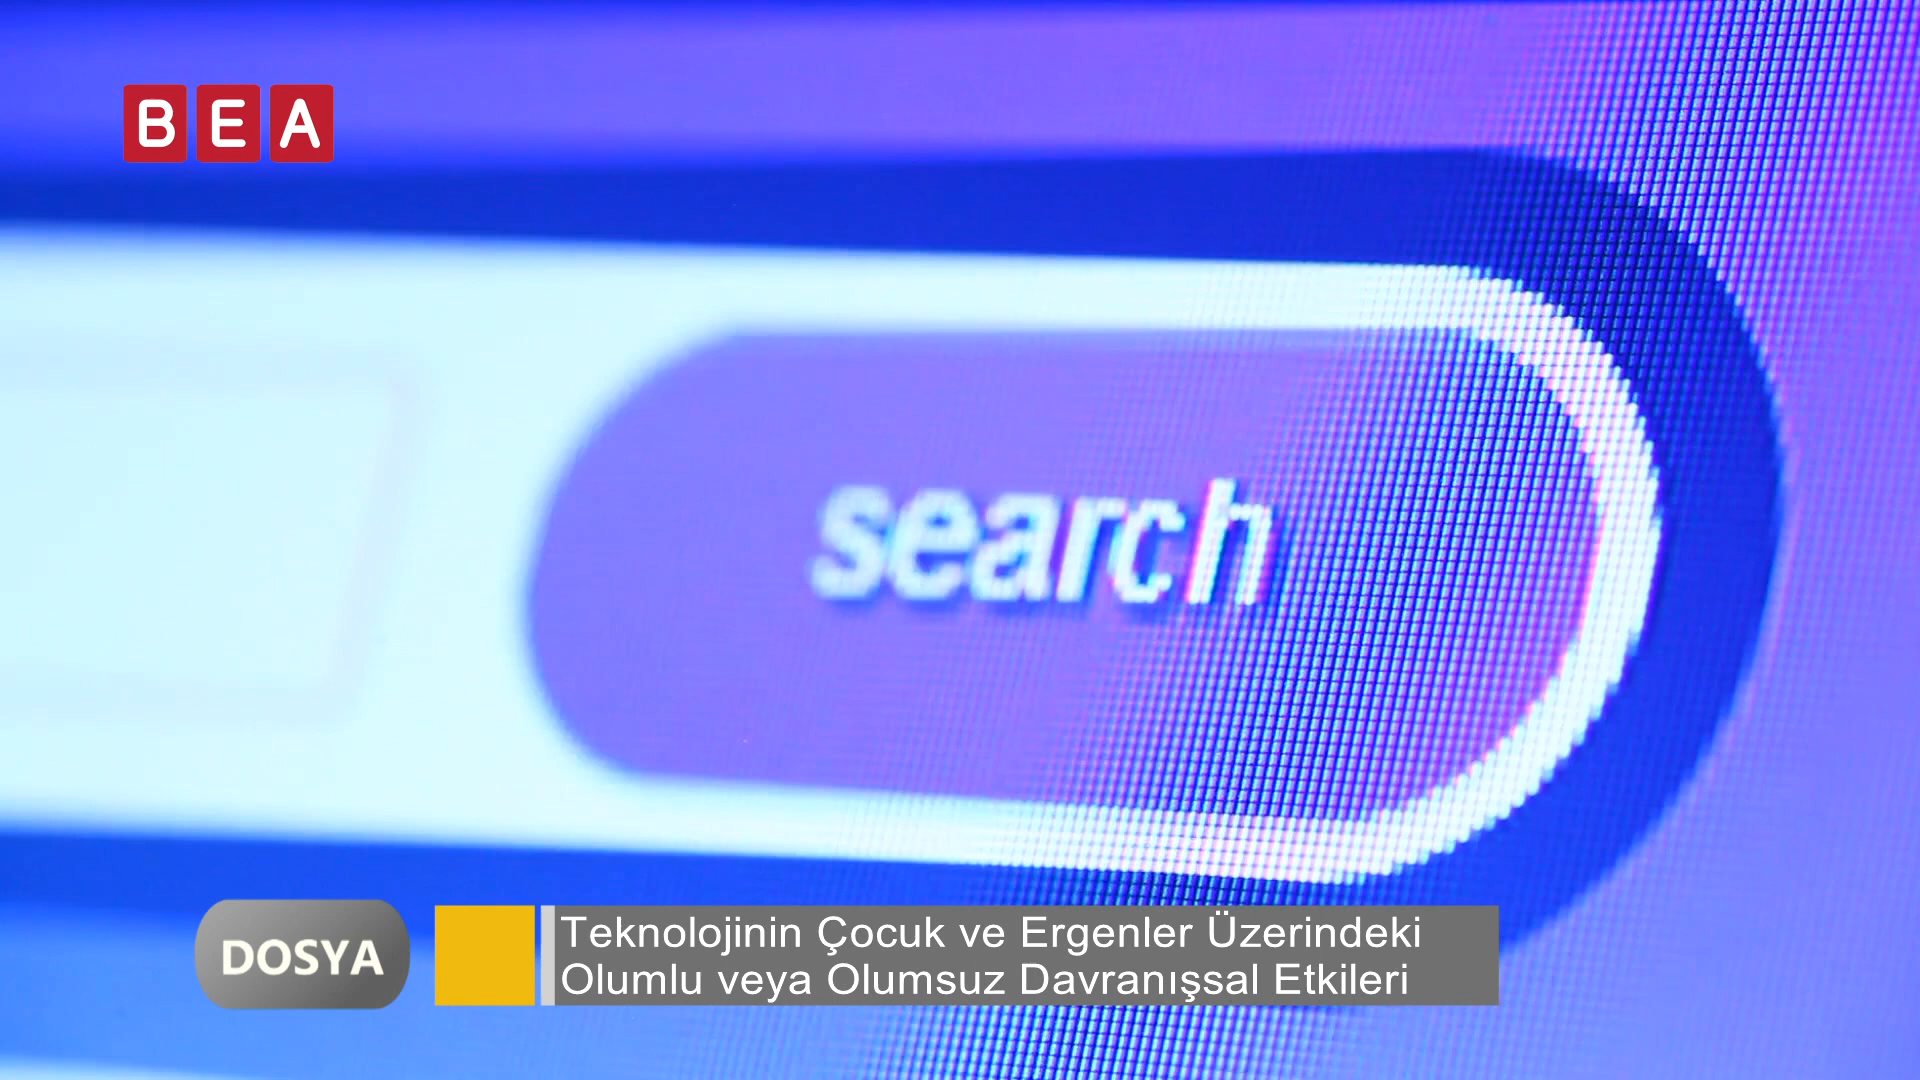 BEA
search
DOSYA
Teknolojinin Çocuk ve Ergenler Üzerindeki
Olumlu veya Olumsuz Davranışsal Etkileri